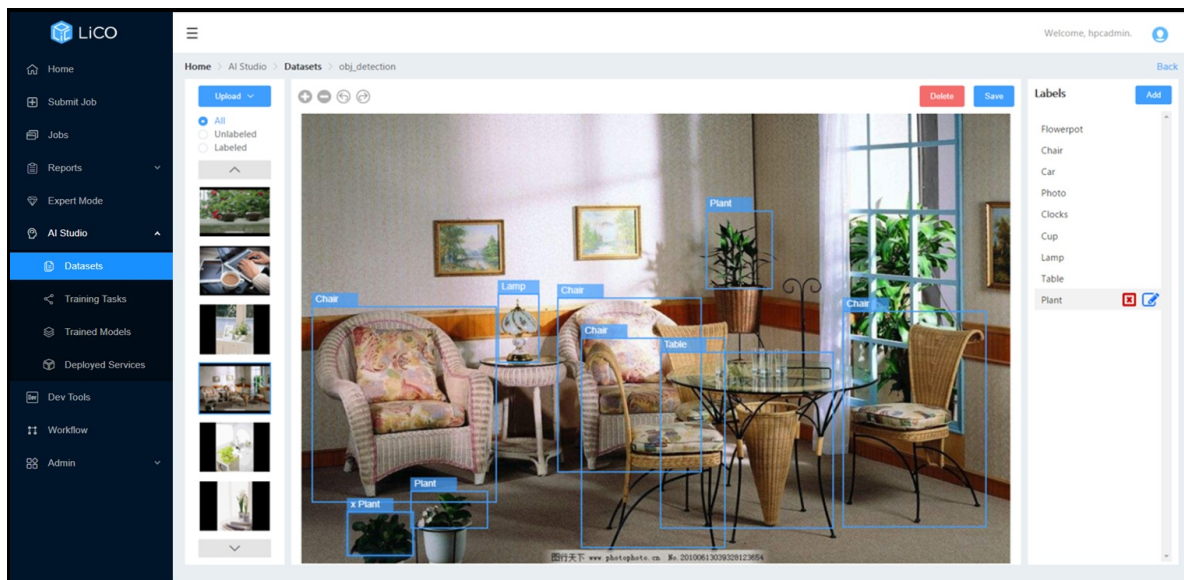 LiCO
Welcome, hpcadmin.
Home
Submit Job
Jobs
Reports
Expert Mode
AI Studio
Datasets
Training Tasks
Trained Models
Deployed Services
Dev Tools
Workflow
Admin
Home > AI Studio > Datasets > obj_detection
Back
Upload
All
Unlabeled
Labeled
Delete
Save
Plant
Lamp
Chair
Chair
Chair
Chair
Table
Plant
x Plant
图行天下 www.photophoto.cn No.20100613039328123654
Labels
Add
Flowerpot
Chair
Car
Photo
Clocks
Cup
Lamp
Table
Plant